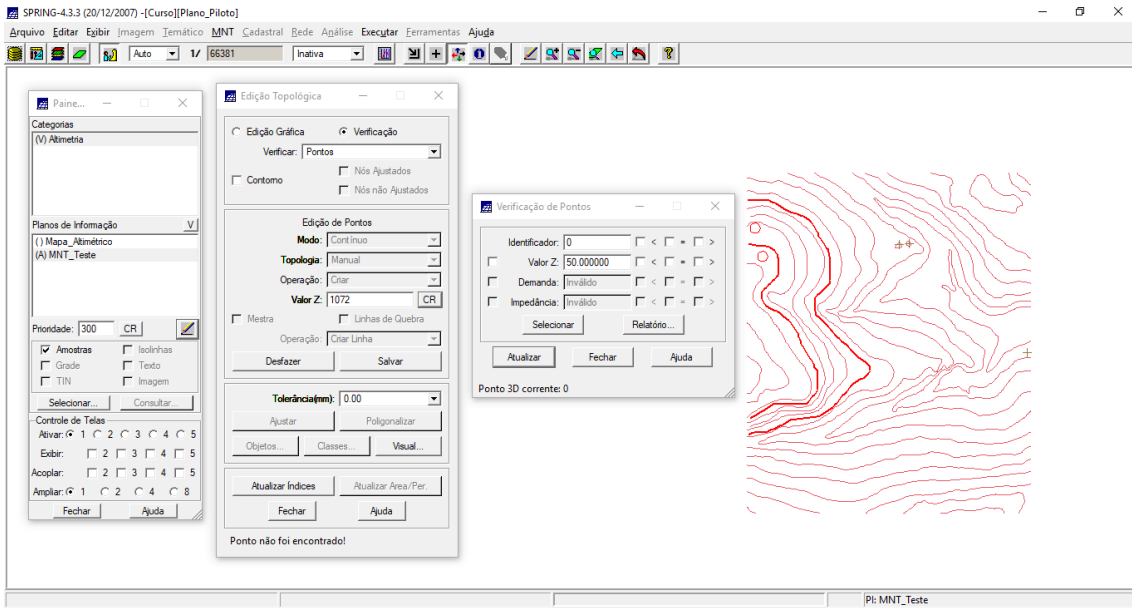 SPRING-4.3.3 (20/12/2007) -[Curso][Plano_Piloto]
Arquivo Editar Exibir Imagem Temático MNT Cadastral Rede Análise Executar Ferramentas Ajuda
Auto 1/ 66381 Inativa
Paine...
Categorias
(V) Altimetria
Planos de Informação V
( ) Mapa_Altimétrico
(A) MNT_Teste
Prioridade: 300 CR
Amostras Isolinhas
Grade Texto
TIN Imagem
Selecionar... Consultar...
Controle de Telas
Ativar: 1 2 3 4 5
Exibir: 2 3 4 5
Acoplar: 2 3 4 5
Ampliar: 1 2 4 8
Fechar Ajuda
Edição Topológica
Edição Gráfica Verificação
Verificar: Pontos
Nós Ajustados
Contorno
Nós não Ajustados
Edição de Pontos
Modo: Contínuo
Topologia: Manual
Operação: Criar
Valor Z: 1072 CR
Mestra Linhas de Quebra
Operação: Criar Linha
Desfazer Salvar
Tolerância(mm): 0.00
Ajustar Poligonalizar
Objetos... Classes... Visual...
Atualizar Índices Atualizar Area/Per.
Fechar Ajuda
Ponto não foi encontrado!
Verificação de Pontos
Identificador: 0 < = >
Valor Z: 50.000000 < = >
Demanda: Inválido < = >
Impedância: Inválido < = >
Selecionar Relatório...
Atualizar Fechar Ajuda
Ponto 3D corrente: 0
PI: MNT_Teste